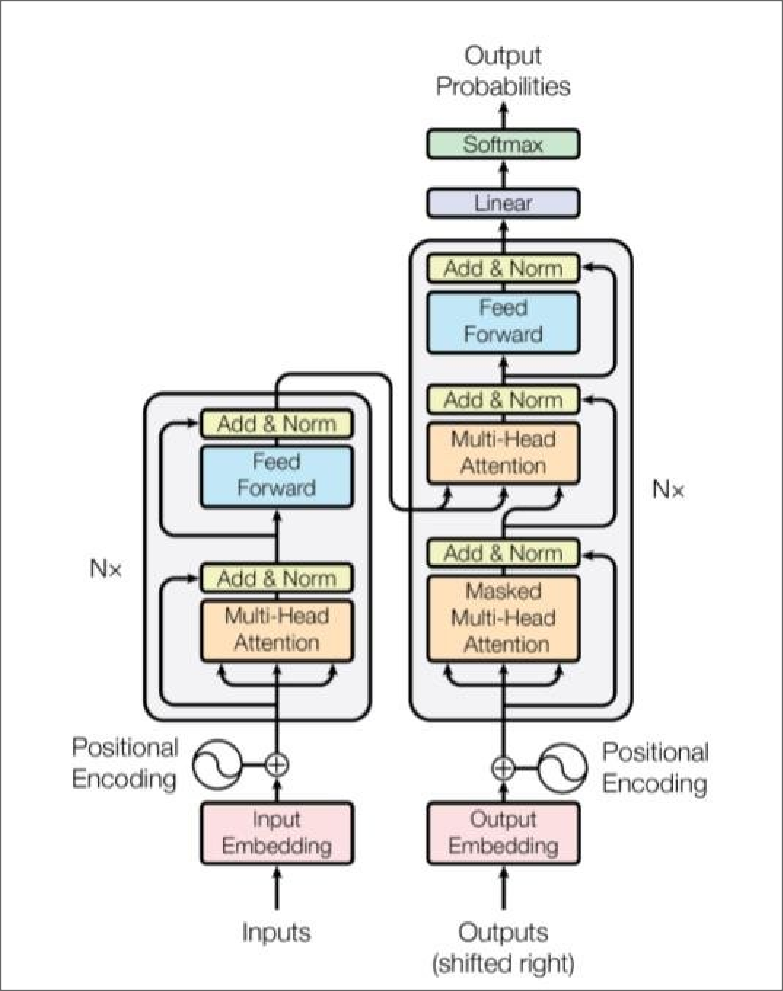 Output
Probabilities
Softmax
Linear
Add & Norm
Feed
Forward
Add & Norm
Multi-Head
Attention
Nx
Add & Norm
Masked
Multi-Head
Attention
Add & Norm
Feed
Forward
Nx
Add & Norm
Multi-Head
Attention
Positional
Encoding
Positional
Encoding
Input
Embedding
Output
Embedding
Inputs
Outputs
(shifted right)